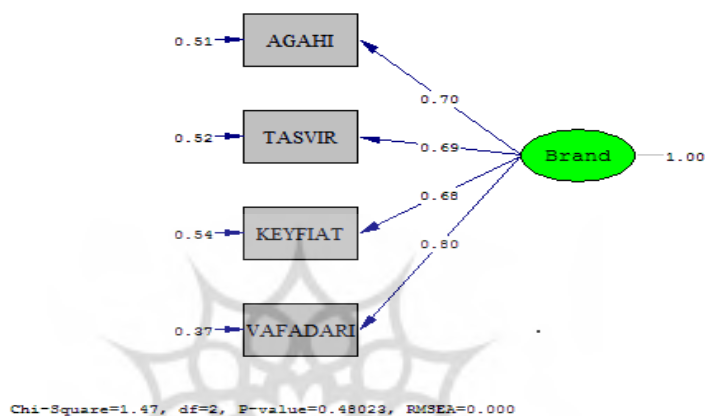 0.51 AGAHI
0.70
0.52 TASVIR
0.69
Brand 1.00
0.68
0.54 KEYFIAT
0.80
0.37 VAFADARI
Chi-Square=1.47, df=2, P-value=0.48023, RMSEA=0.000